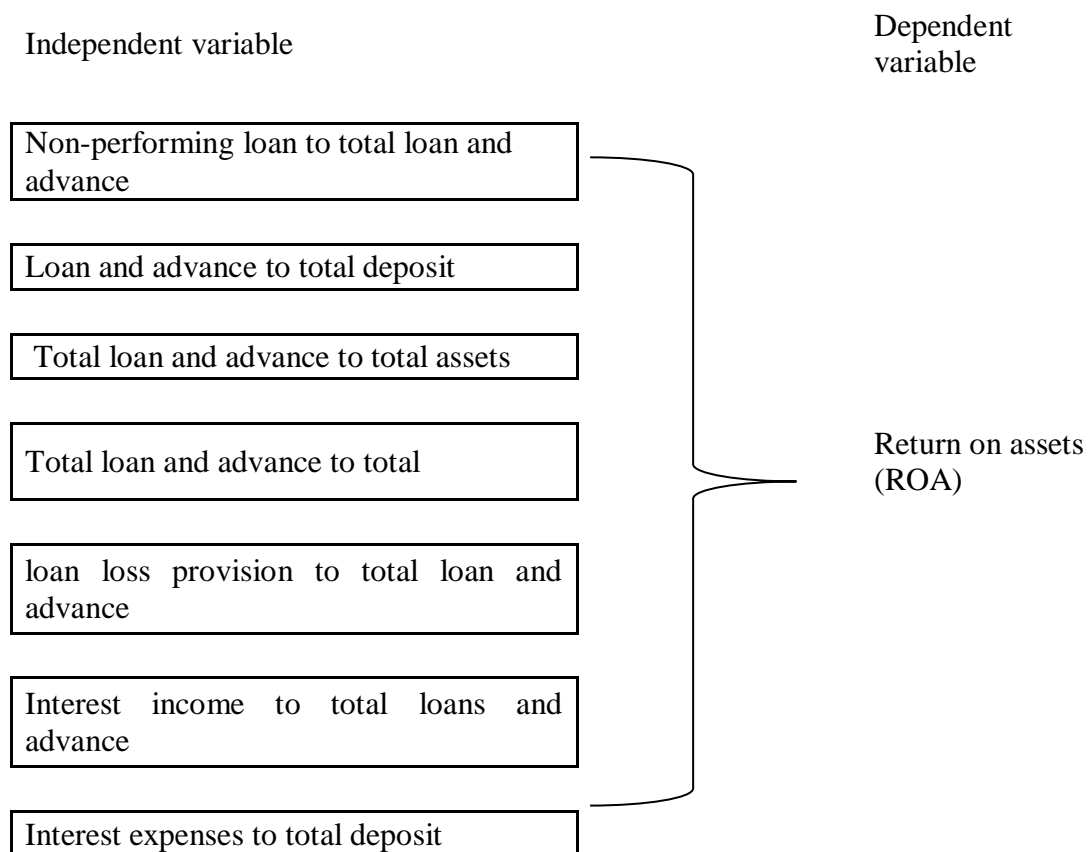 Independent variable
Dependent
variable
Non-performing loan to total loan and
advance
Loan and advance to total deposit
Total loan and advance to total assets
Total loan and advance to total
Return on assets
(ROA)
loan loss provision to total loan and
advance
Interest income to total loans and
advance
Interest expenses to total deposit